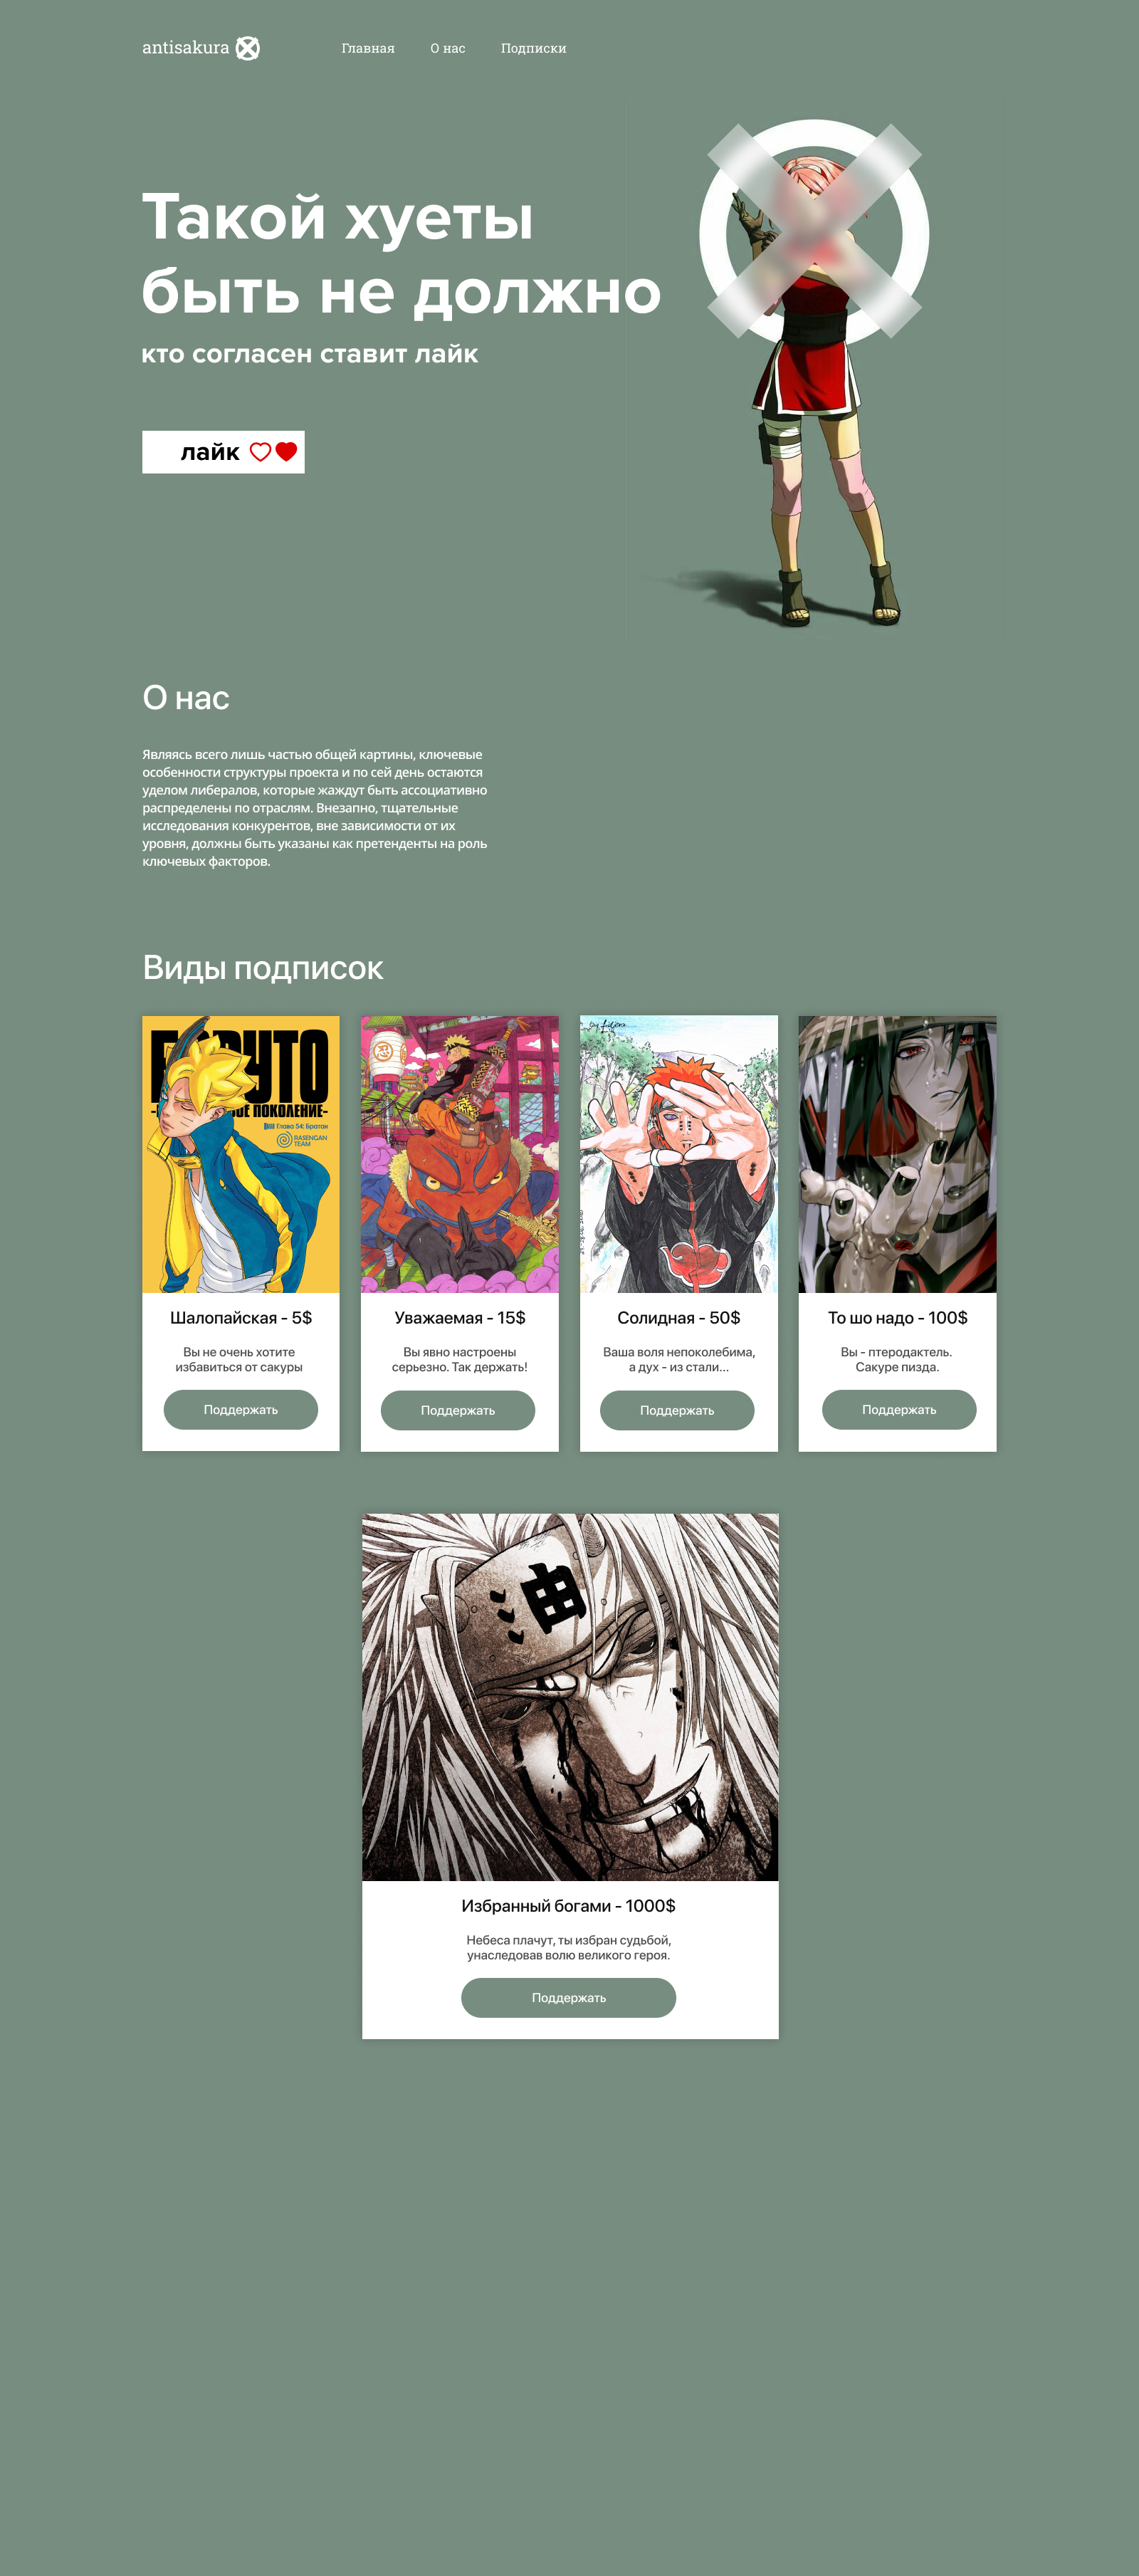 antisakura
Главная
О нас
Подписки
Такой хуеты
быть не должно
кто согласен ставит лайк
лайк
О нас
Являясь всего лишь частью общей картины, ключевые
особенности структуры проекта и по сей день остаются
уделом либералов, которые жаждут быть ассоциативно
распределены по отраслям. Внезапно, тщательные
исследования конкурентов, вне зависимости от их
уровня, должны быть указаны как претенденты на роль
ключевых факторов.
Виды подписок
ПОКОЛЕНИЕ-
Глава 54: Братан
RASENGAN
TEAM
忍
Шалопайская - 5$
Вы не очень хотите
избавиться от сакуры
Поддержать
Уважаемая - 15$
Вы явно настроены
серьезно. Так держать!
Поддержать
Солидная - 50$
Ваша воля непоколебима,
а дух - из стали...
Поддержать
То шо надо - 100$
Вы - птеродактель.
Сакуре пизда.
Поддержать
油
Избранный богами - 1000$
Небеса плачут, ты избран судьбой,
унаследовав волю великого героя.
Поддержать